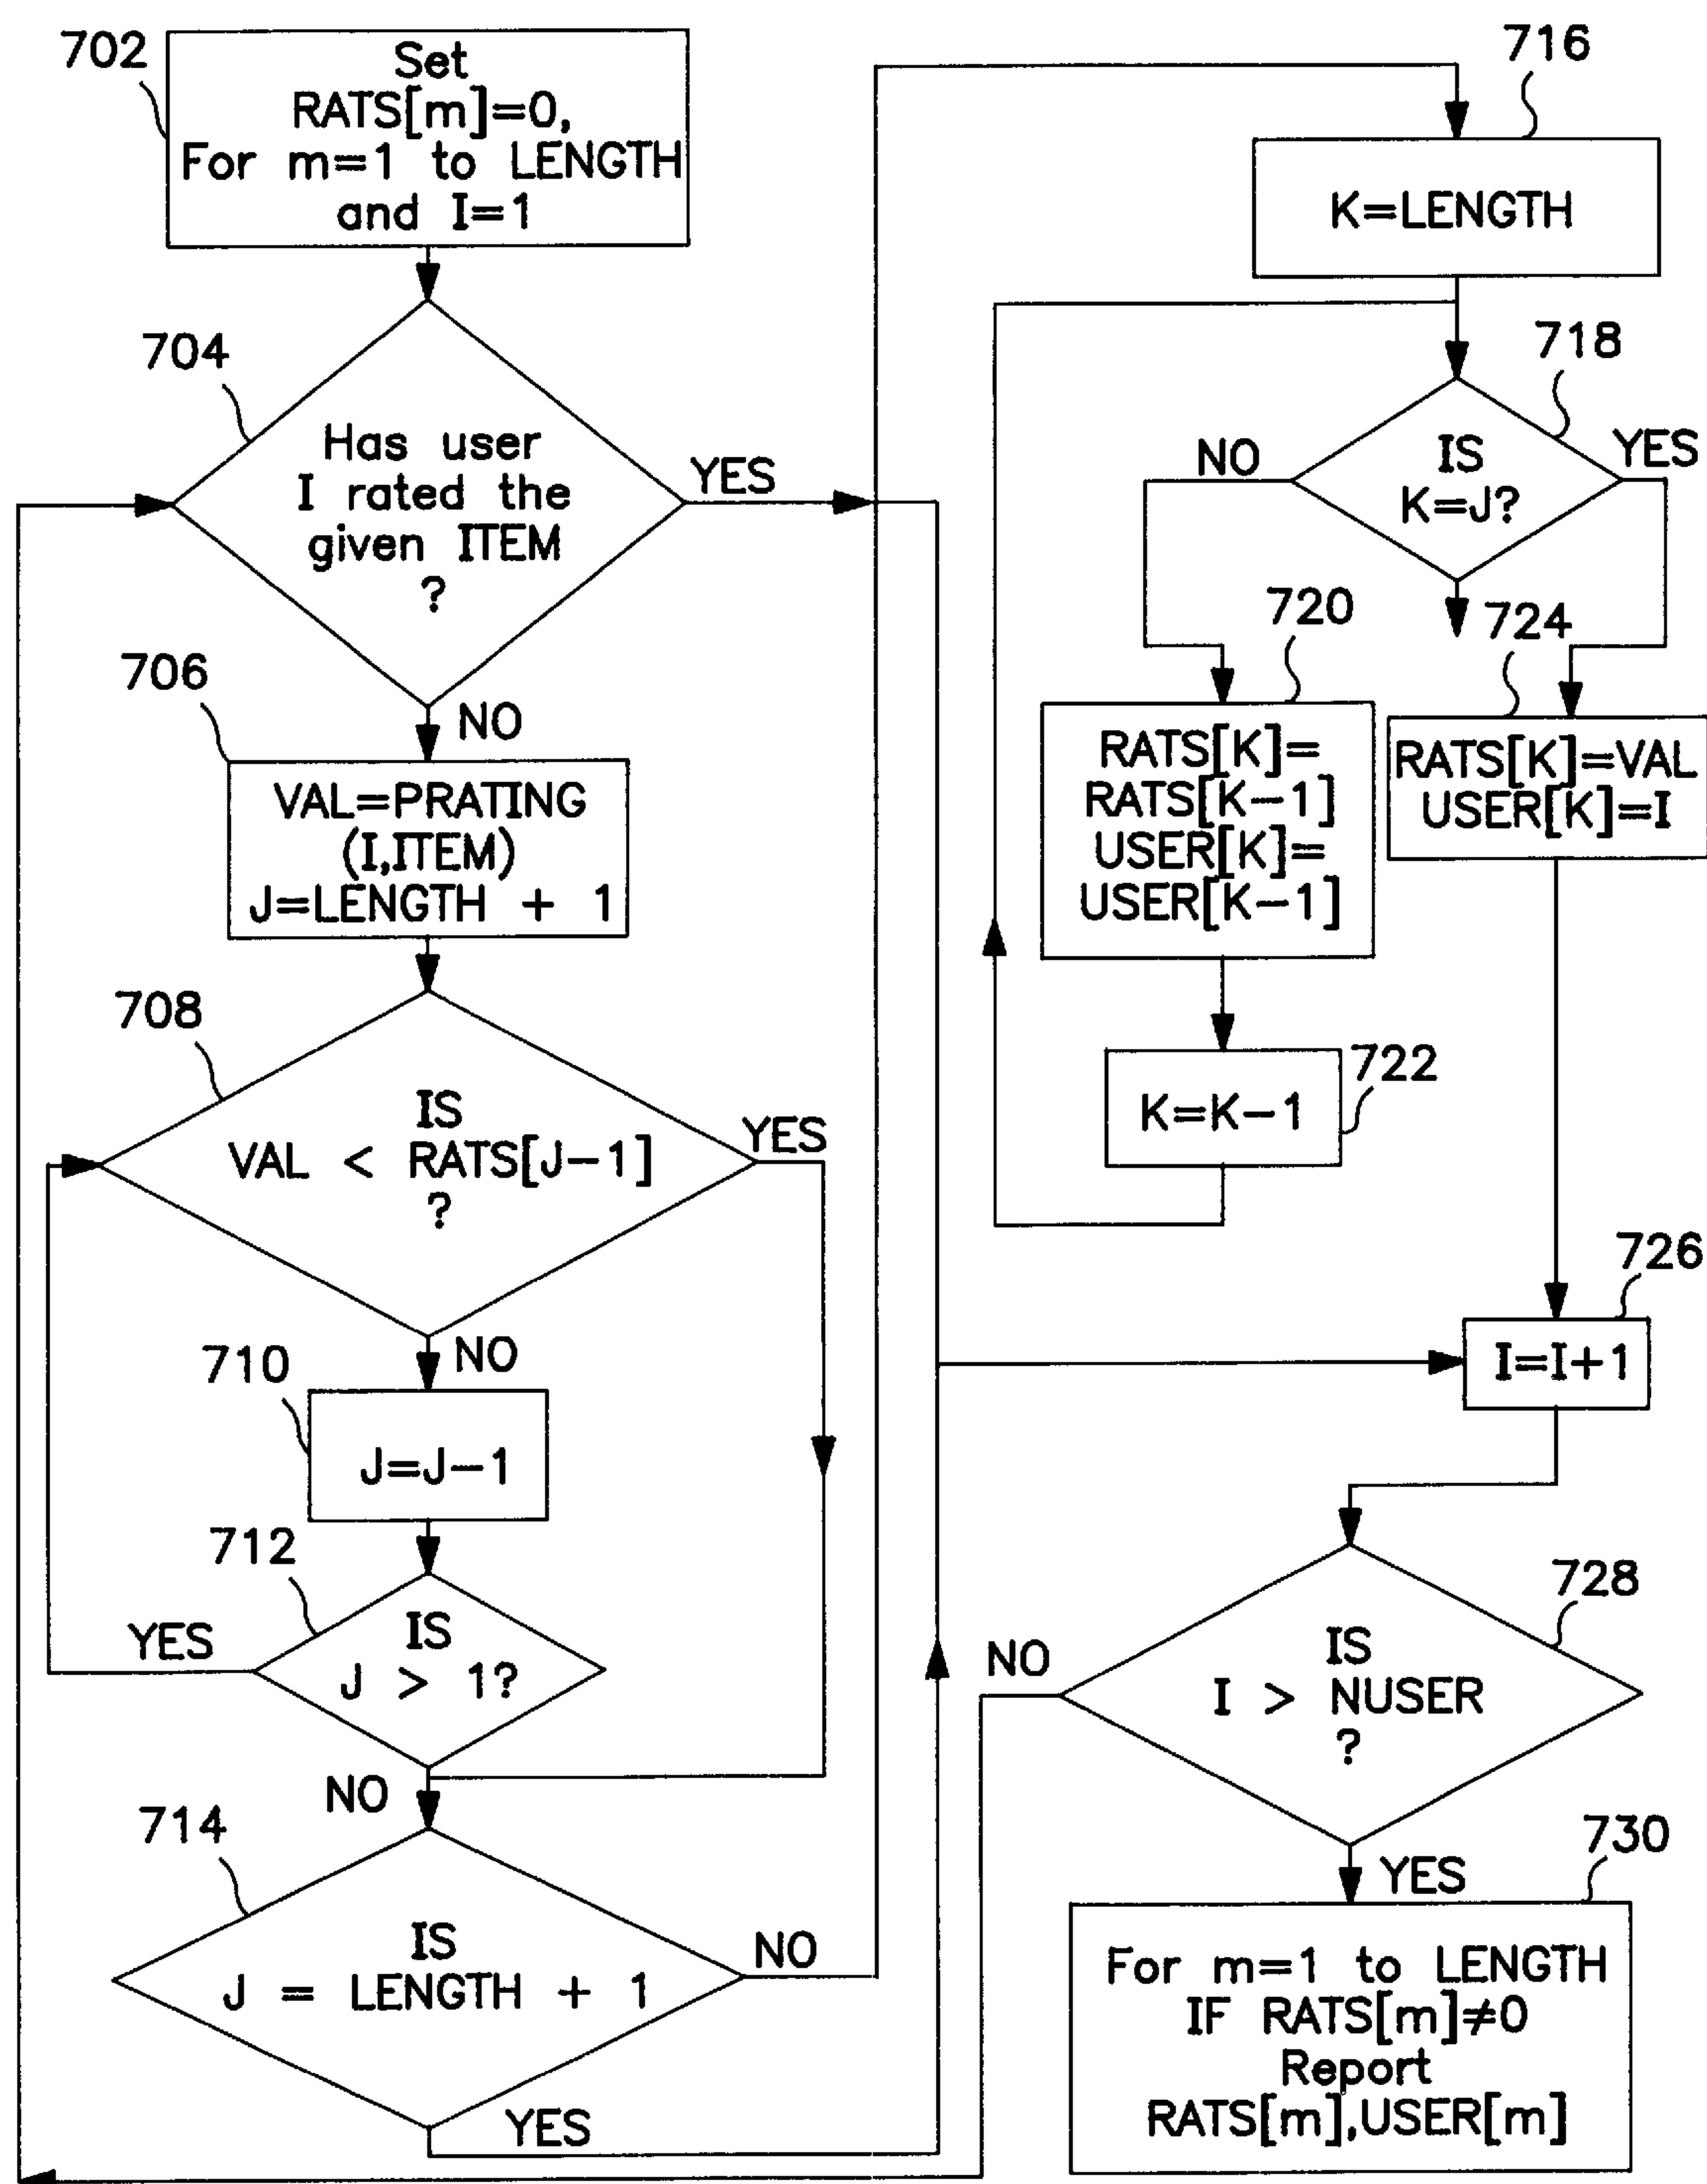 702
Set
RATS[m]=0,
For m=1 to LENGTH
and I=1
704
Has user
I rated the
given ITEM
?
YES
NO
706
VAL=PRATING
(I,ITEM)
J=LENGTH + 1
708
IS
VAL < RATS[J-1]
?
YES
NO
710
J=J-1
712
IS
J > 1?
YES
NO
714
IS
J = LENGTH + 1
NO
YES
716
K=LENGTH
718
IS
K=J?
NO
YES
720
RATS[K]=
RATS[K-1]
USER[K]=
USER[K-1]
722
K=K-1
724
RATS[K]=VAL
USER[K]=I
726
I=I+1
728
IS
I > NUSER
?
NO
YES
730
For m=1 to LENGTH
IF RATS[m]≠0
Report
RATS[m],USER[m]